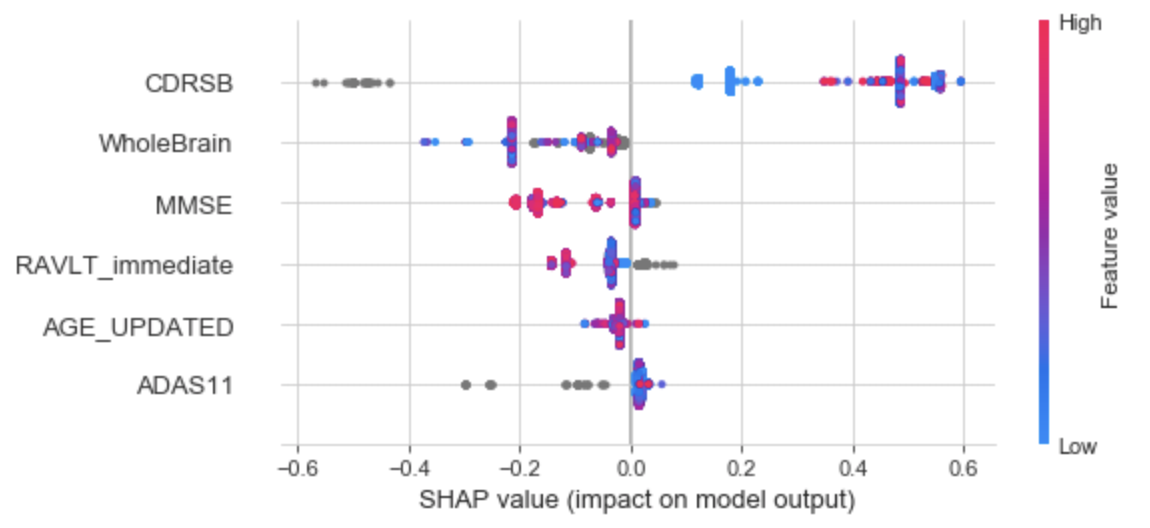 High
CDRSB
WholeBrain
MMSE
RAVLT_immediate
AGE_UPDATED
ADAS11
Feature value
Low
−0.6 −0.4 −0.2 0.0 0.2 0.4 0.6
SHAP value (impact on model output)